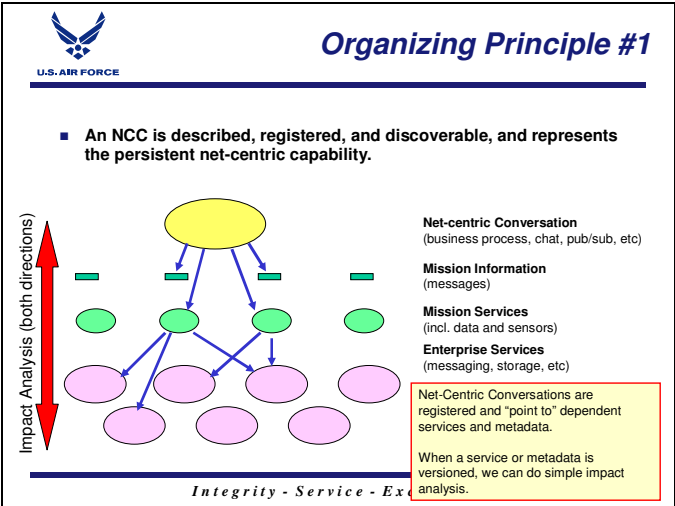 Organizing Principle #1
U.S. AIR FORCE
An NCC is described, registered, and discoverable, and represents
the persistent net-centric capability.
Impact Analysis (both directions)
Net-centric Conversation
(business process, chat, pub/sub, etc)
Mission Information
(messages)
Mission Services
(incl. data and sensors)
Enterprise Services
(messaging, storage, etc)
Net-Centric Conversations are
registered and “point to” dependent
services and metadata.
When a service or metadata is
versioned, we can do simple impact
analysis.
Integrity - Service - Exc